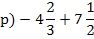 p) −4 2/3 + 7 1/2